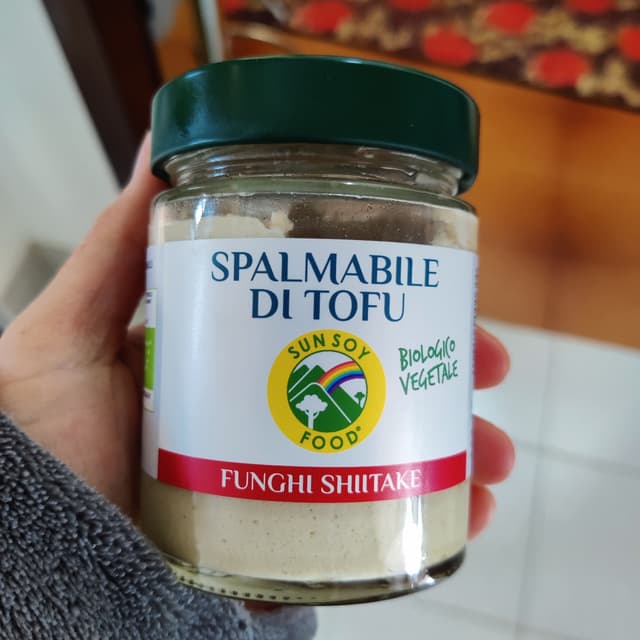 SPALMABILE
DI TOFU
SUN SOY
FOOD®
BIOLOGICO
VEGETALE
FUNGHI SHIITAKE